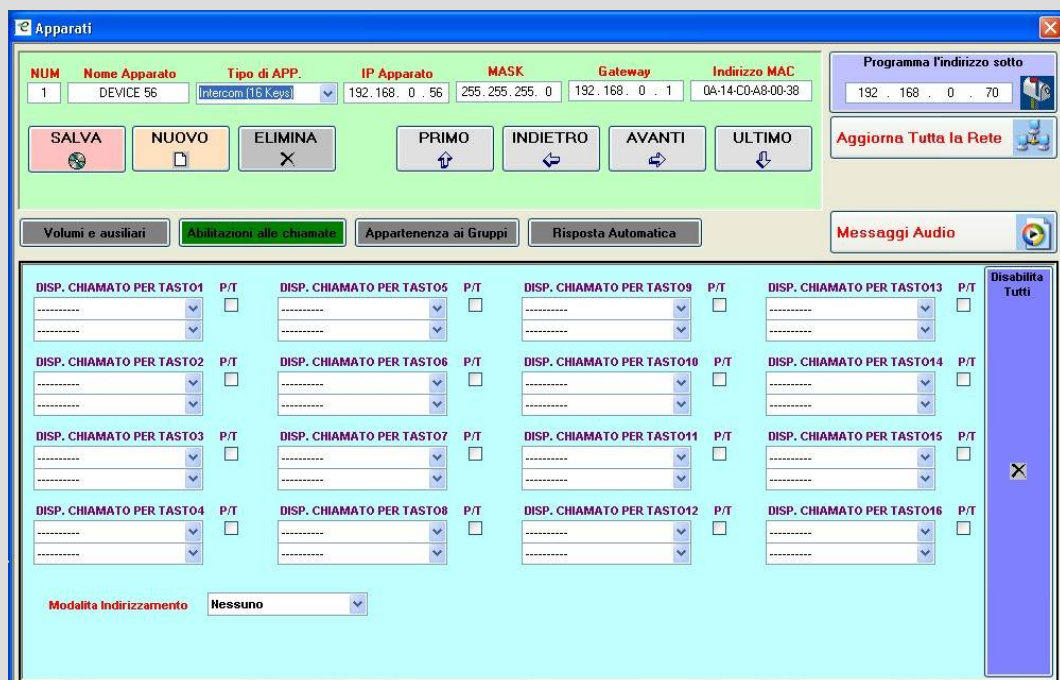 Apparati
NUM Nome Apparato Tipo di APP. IP Apparato MASK Gateway Indirizzo MAC
1 DEVICE 56 Intercom (16 Keys) 192.168. 0 . 56 255.255.255. 0 192.168. 0 . 1 0A-14-C0-A8-00-38
Programma l'indirizzo sotto
192 . 168 . 0 . 70
SALVA NUOVO ELIMINA PRIMO INDIETRO AVANTI ULTIMO
Aggiorna Tutta la Rete
Volumi e ausiliari Abilitazioni alle chiamate Appartenenza ai Gruppi Risposta Automatica
Messaggi Audio
DISP. CHIAMATO PER TASTO1 P/T DISP. CHIAMATO PER TASTO5 P/T DISP. CHIAMATO PER TASTO9 P/T DISP. CHIAMATO PER TASTO13 P/T
---------- ---------- ---------- ----------
---------- ---------- ---------- ----------
DISP. CHIAMATO PER TASTO2 P/T DISP. CHIAMATO PER TASTO6 P/T DISP. CHIAMATO PER TASTO10 P/T DISP. CHIAMATO PER TASTO14 P/T
---------- ---------- ---------- ----------
---------- ---------- ---------- ----------
DISP. CHIAMATO PER TASTO3 P/T DISP. CHIAMATO PER TASTO7 P/T DISP. CHIAMATO PER TASTO11 P/T DISP. CHIAMATO PER TASTO15 P/T
---------- ---------- ---------- ----------
---------- ---------- ---------- ----------
DISP. CHIAMATO PER TASTO4 P/T DISP. CHIAMATO PER TASTO8 P/T DISP. CHIAMATO PER TASTO12 P/T DISP. CHIAMATO PER TASTO16 P/T
---------- ---------- ---------- ----------
---------- ---------- ---------- ----------
Disabilita
Tutti
Modalita Indirizzamento Nessuno